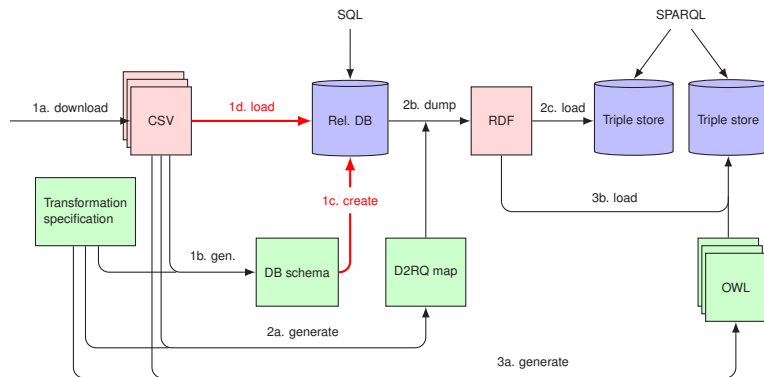 SQL
SPARQL
1a. download
CSV
1d. load
Rel. DB
2b. dump
RDF
2c. load
Triple store
Triple store
1c. create
3b. load
Transformation
specification
1b. gen.
DB schema
D2RQ map
OWL
2a. generate
3a. generate